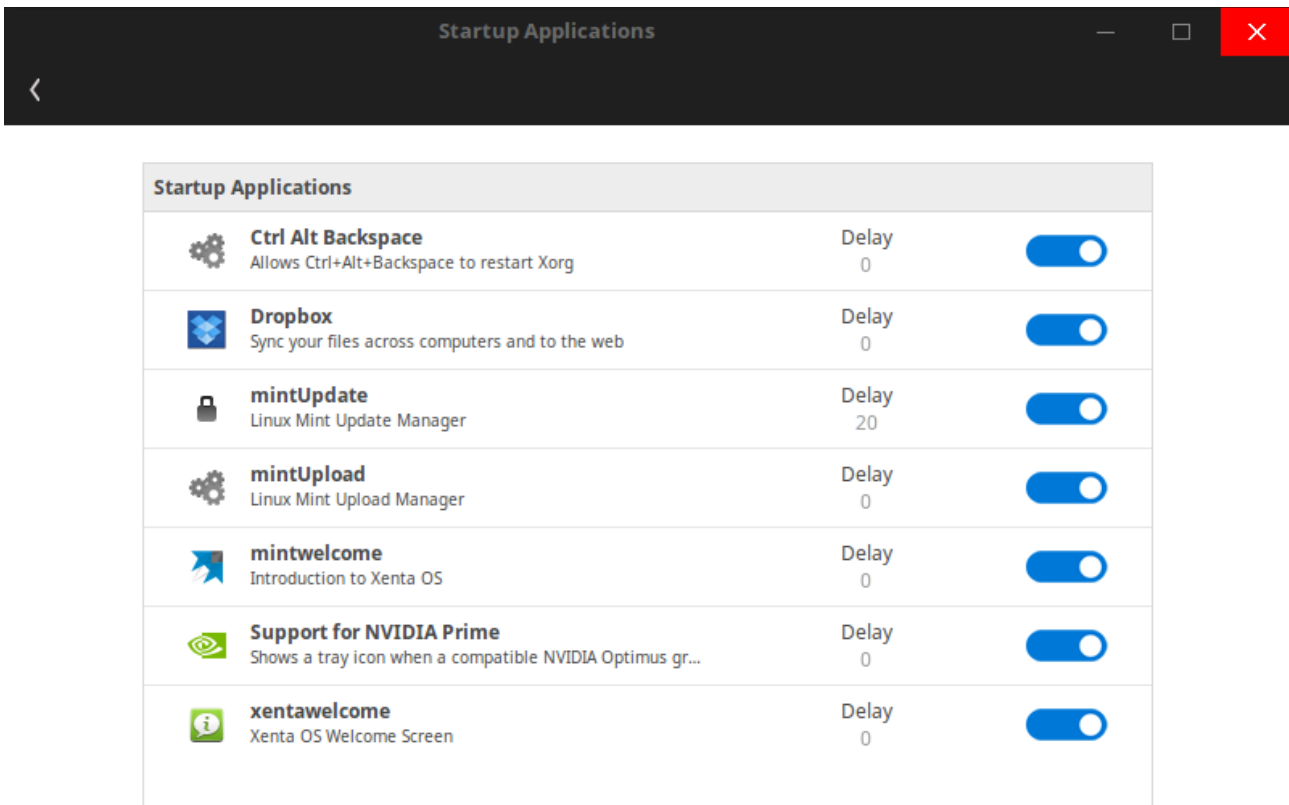 Startup Applications
Startup Applications
Ctrl Alt Backspace
Allows Ctrl+Alt+Backspace to restart Xorg
Delay
0
Dropbox
Sync your files across computers and to the web
Delay
0
mintUpdate
Linux Mint Update Manager
Delay
20
mintUpload
Linux Mint Upload Manager
Delay
0
mintwelcome
Introduction to Xenta OS
Delay
0
Support for NVIDIA Prime
Shows a tray icon when a compatible NVIDIA Optimus gr...
Delay
0
xentawelcome
Xenta OS Welcome Screen
Delay
0